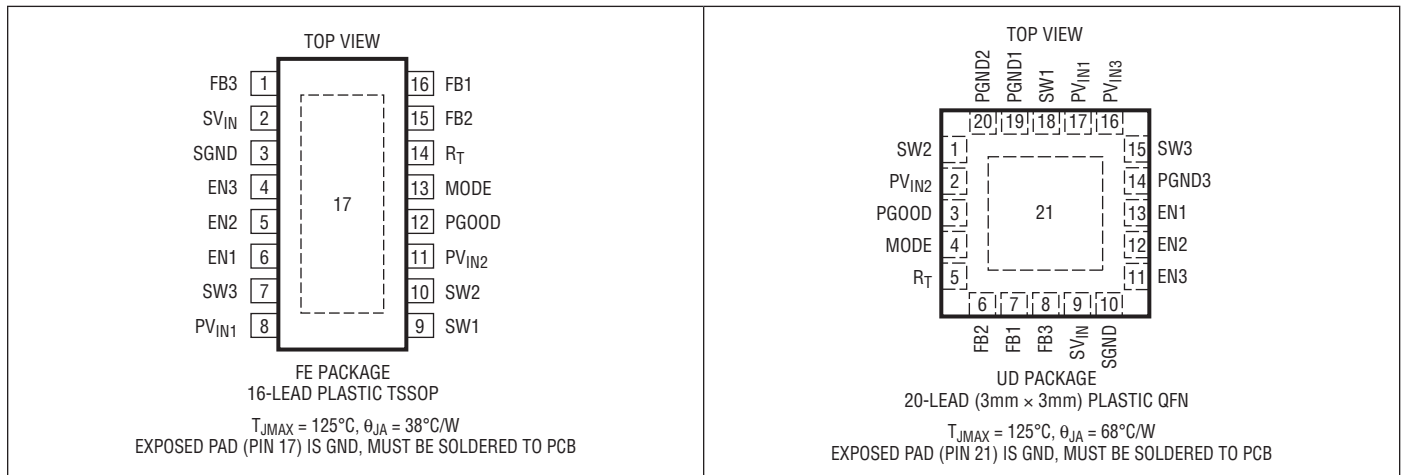 TOP VIEW
FB3 1
SVIN 2
SGND 3
EN3 4
EN2 5
EN1 6
SW3 7
PVIN1 8
17
16 FB1
15 FB2
14 RT
13 MODE
12 PGOOD
11 PVIN2
10 SW2
9 SW1
FE PACKAGE
16-LEAD PLASTIC TSSOP
TJMAX = 125°C, θJA = 38°C/W
EXPOSED PAD (PIN 17) IS GND, MUST BE SOLDERED TO PCB
TOP VIEW
PGND2
PGND1
SW1
PVIN1
PVIN3
20 19 18 17 16
SW2 1
PVIN2 2
PGOOD 3
MODE 4
RT 5
21
15 SW3
14 PGND3
13 EN1
12 EN2
11 EN3
6 7 8 9 10
FB2
FB1
FB3
SVIN
SGND
UD PACKAGE
20-LEAD (3mm × 3mm) PLASTIC QFN
TJMAX = 125°C, θJA = 68°C/W
EXPOSED PAD (PIN 21) IS GND, MUST BE SOLDERED TO PCB